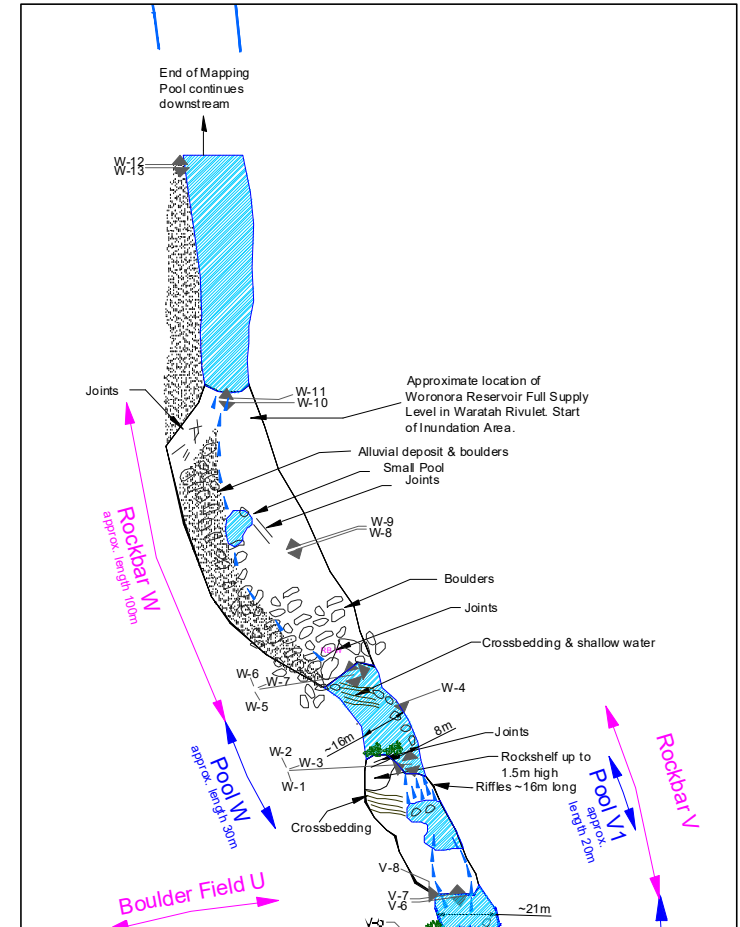 End of Mapping
Pool continues
downstream
W-12
W-13
Joints
W-11
W-10
Approximate location of
Woronora Reservoir Full Supply
Level in Waratah Rivulet. Start
of Inundation Area.
Alluvial deposit & boulders
Small Pool
Joints
Rockbar W
approx. length 100m
W-9
W-8
Boulders
Joints
Crossbedding & shallow water
W-6
W-7
W-5
W-4
~16m
8m
Joints
W-2
W-3
W-1
Rockshelf up to
1.5m high
Riffles ~16m long
Pool W
approx. length 30m
Crossbedding
Rockbar V
Pool V1
approx.
length 20m
V-8
V-7
V-6
Boulder Field U
~21m